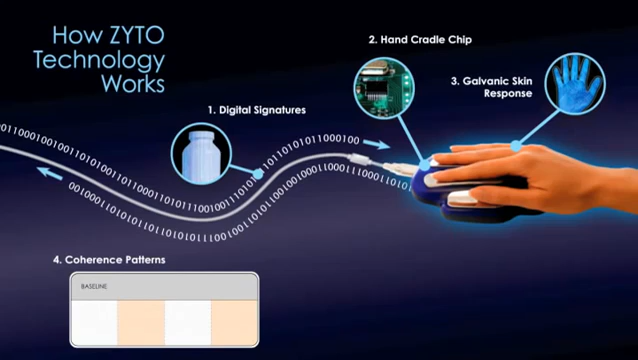 How ZYTO
Technology
Works
2. Hand Cradle Chip
3. Galvanic Skin
Response
1. Digital Signatures
4. Coherence Patterns
BASELINE